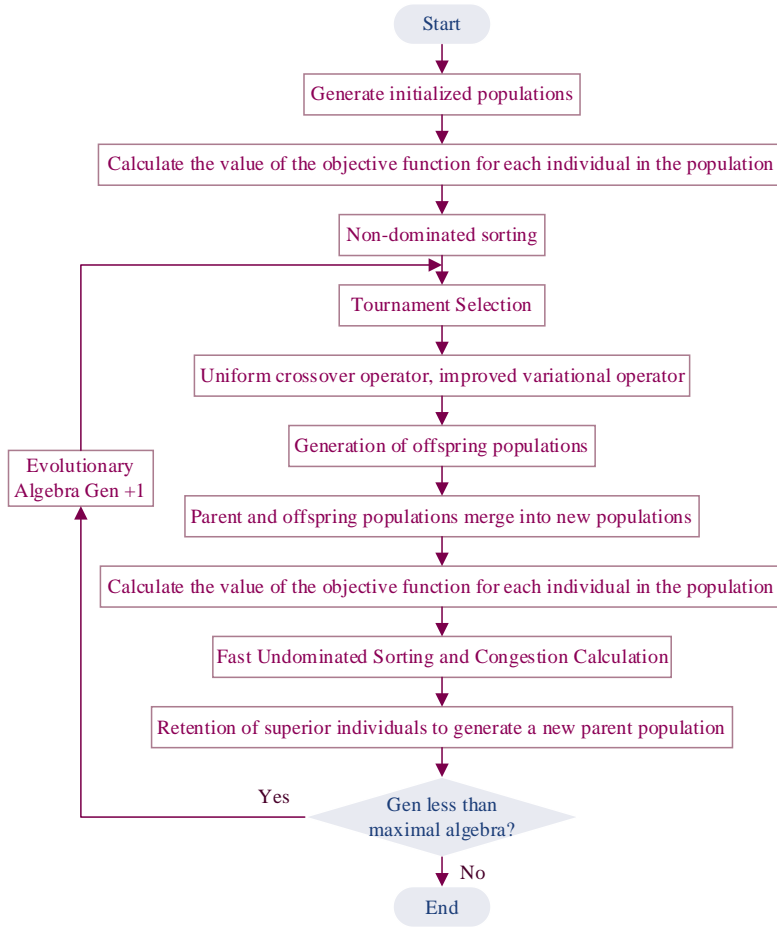 Start
Generate initialized populations
Calculate the value of the objective function for each individual in the population
Non-dominated sorting
Tournament Selection
Uniform crossover operator, improved variational operator
Generation of offspring populations
Evolutionary
Algebra Gen +1
Parent and offspring populations merge into new populations
Calculate the value of the objective function for each individual in the population
Fast Undominated Sorting and Congestion Calculation
Retention of superior individuals to generate a new parent population
Yes
Gen less than
maximal algebra?
No
End